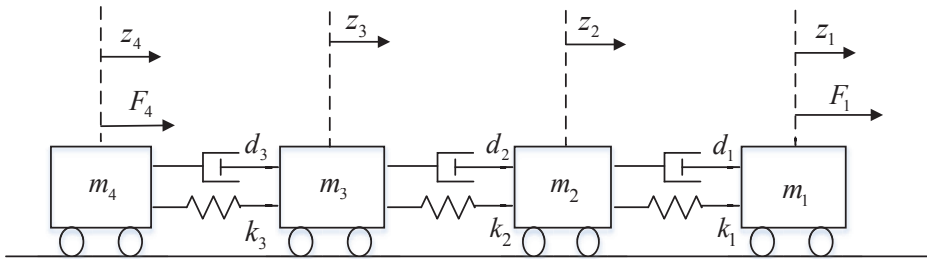 z₄
z₃
z₂
z₁
F₄
F₁
d₃
d₂
d₁
m₄
m₃
m₂
m₁
k₃
k₂
k₁